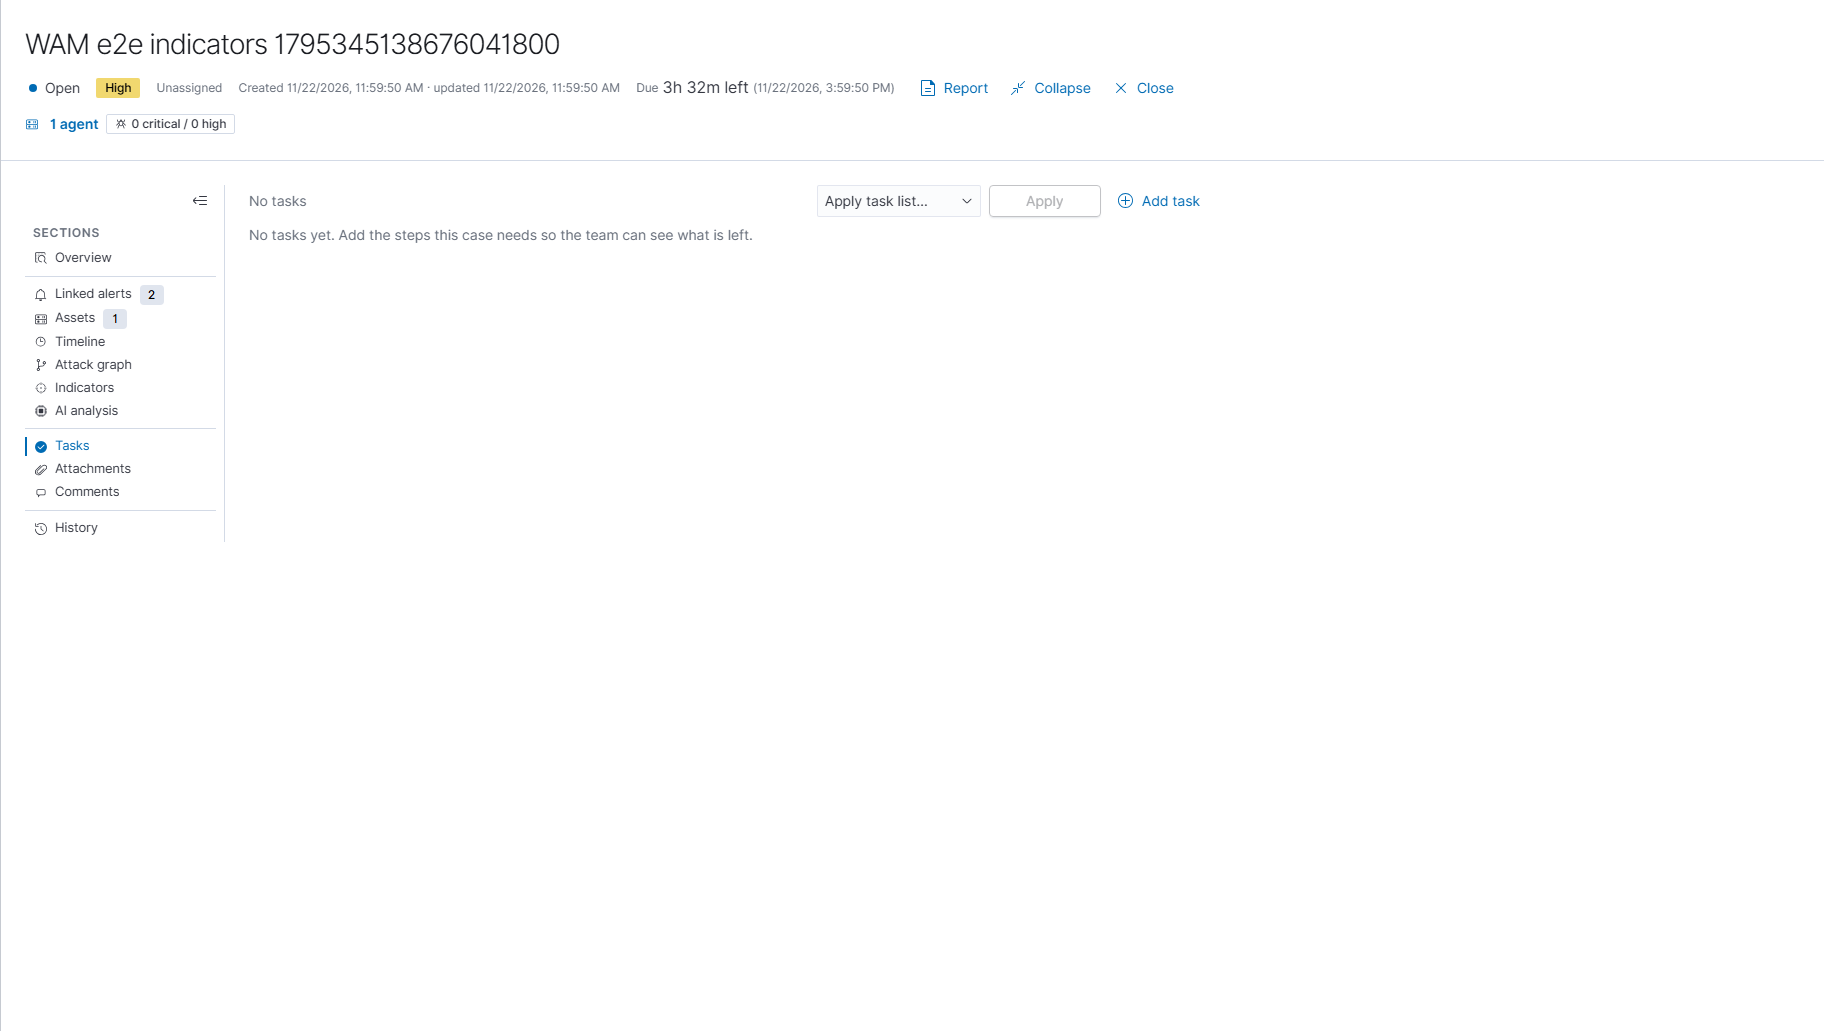 WAM e2e indicators 1795345138676041800
Open High Unassigned Created 11/22/2026, 11:59:50 AM · updated 11/22/2026, 11:59:50 AM Due 3h 32m left (11/22/2026, 3:59:50 PM) Report Collapse Close
1 agent 0 critical / 0 high
No tasks Apply task list... Apply Add task
No tasks yet. Add the steps this case needs so the team can see what is left.
SECTIONS
Overview
Linked alerts 2
Assets 1
Timeline
Attack graph
Indicators
AI analysis
Tasks
Attachments
Comments
History